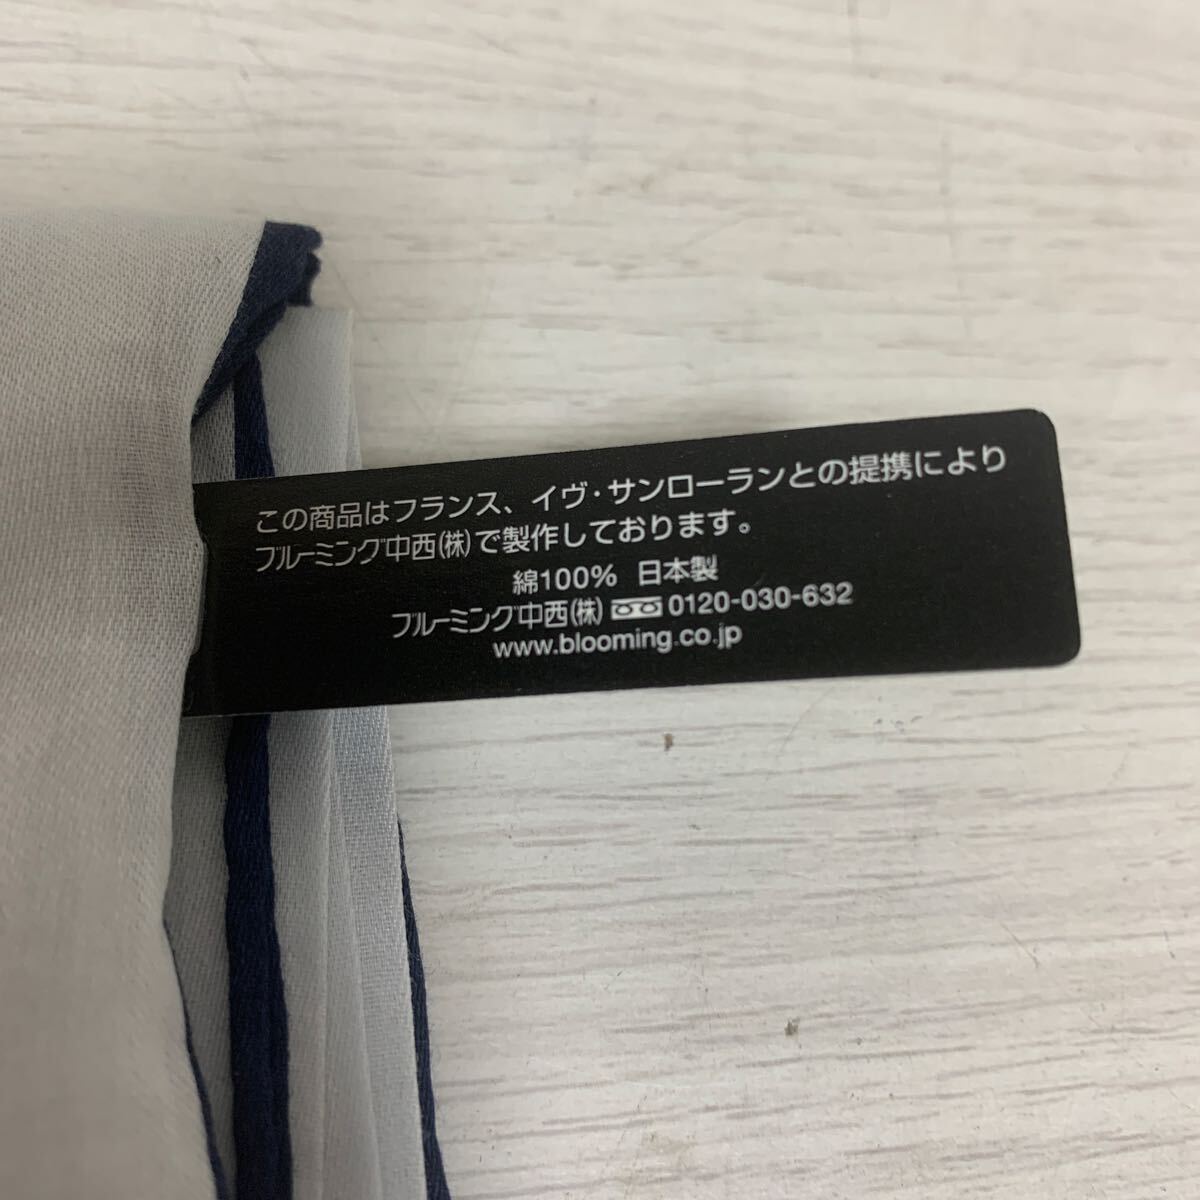 この商品はフランス、イヴ・サンローランとの提携により
ブルーミング中西(株)で製作しております。
綿100% 日本製
ブルーミング中西(株) 0120-030-632
www.blooming.co.jp